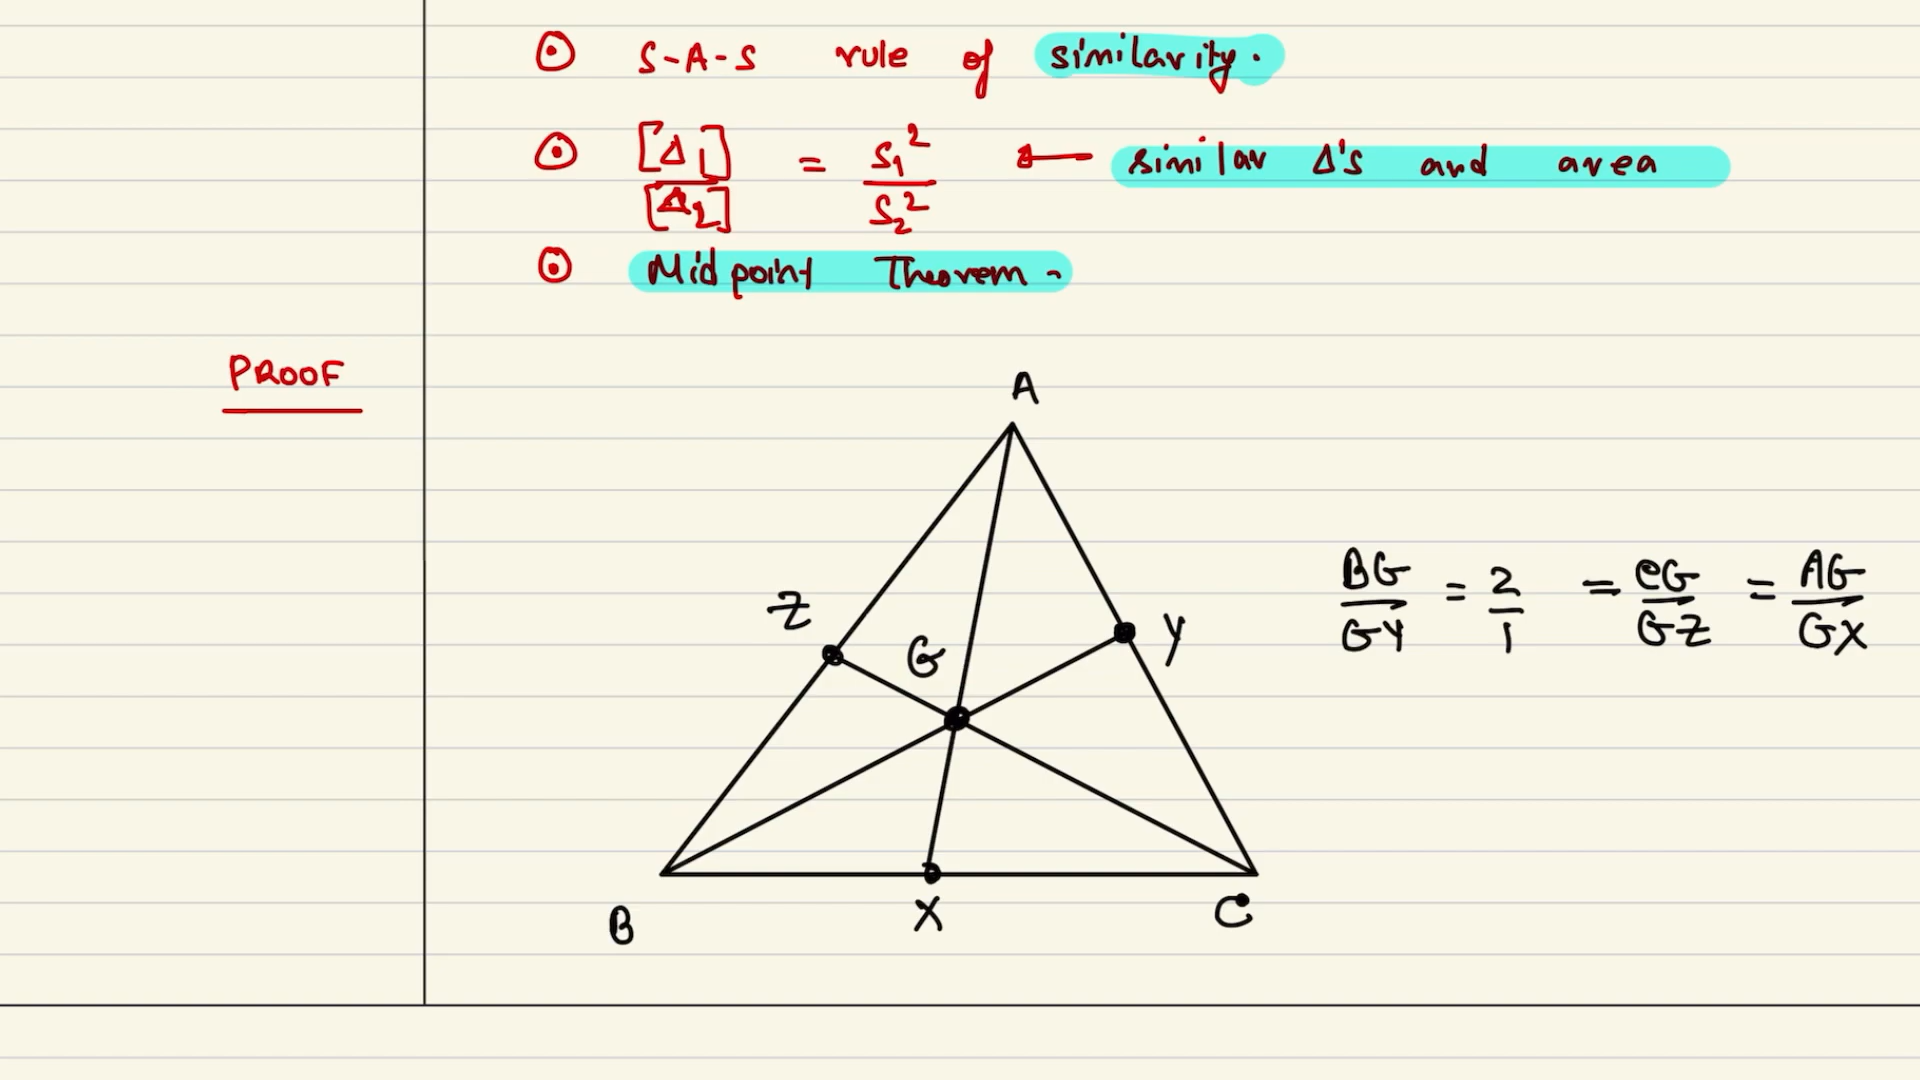 ⊙ S-A-S rule of similarity.
⊙ [Δ1]/[Δ2] = S1²/S2² ← similar Δ's and area
⊙ Midpoint Theorem -
PROOF
A
BG/GY = 2/1 = CG/GZ = AG/GX
Z
G
Y
B
X
C